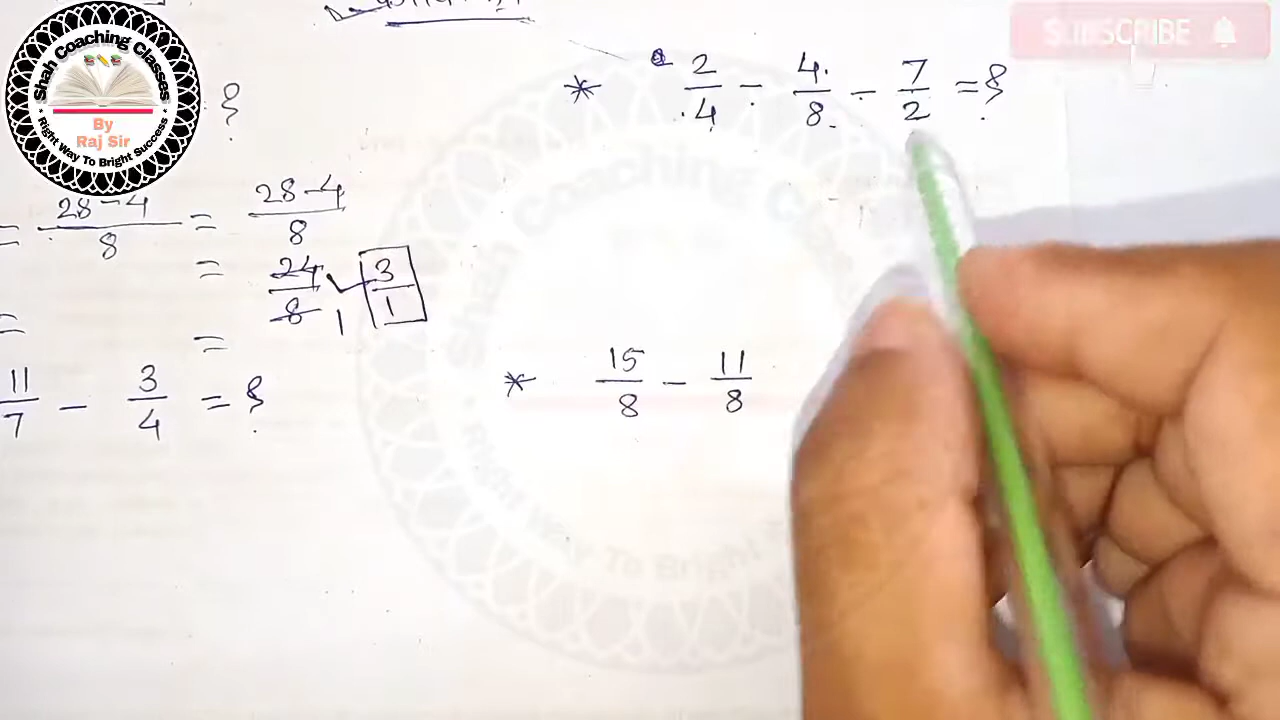 Shah Coaching Classes
By
Raj Sir
Right Way To Bright Success
SUBSCRIBE
?
= 28-4/8 = 28-4/8
= 24/8 3/1
1
= =
11/7 - 3/4 = ?
* 2/4 - 4/8 - 7/2 = ?
* 15/8 - 11/8